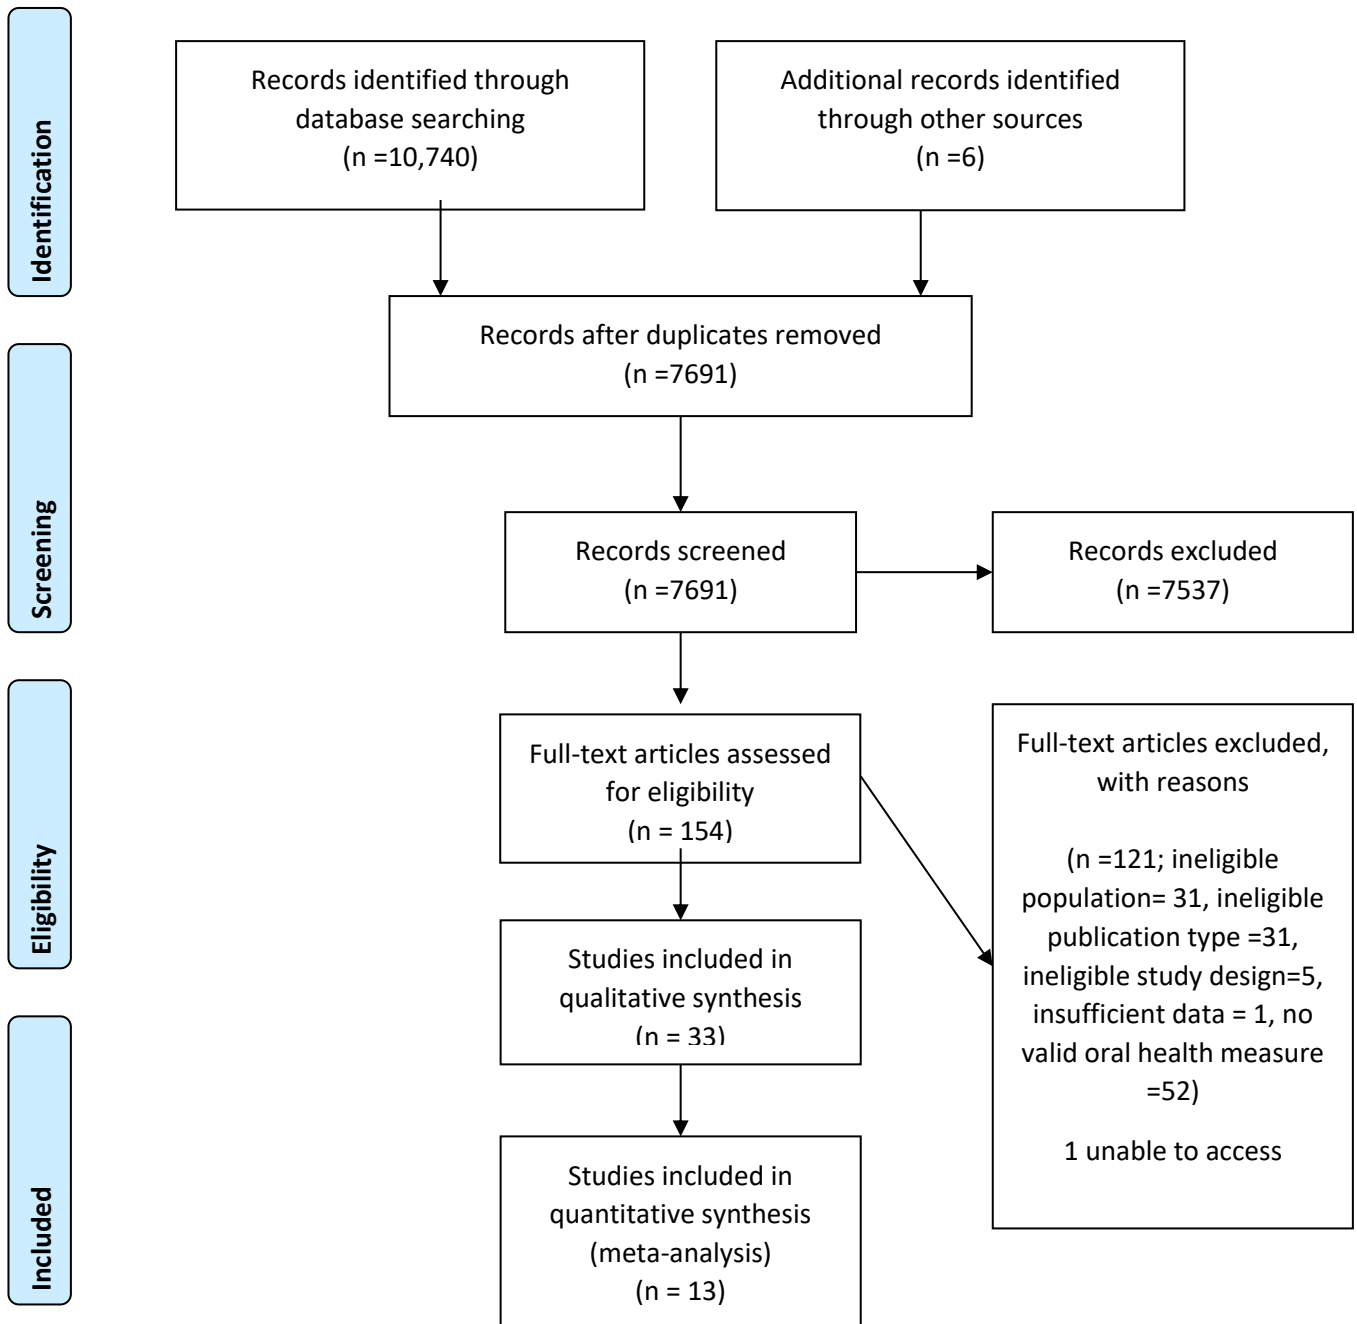 Identification
Records identified through
database searching
(n =10,740)
Additional records identified
through other sources
(n =6)
Records after duplicates removed
(n =7691)
Screening
Records screened
(n =7691)
Records excluded
(n =7537)
Eligibility
Full-text articles assessed
for eligibility
(n = 154)
Full-text articles excluded,
with reasons
(n =121; ineligible
population= 31, ineligible
publication type =31,
ineligible study design=5,
insufficient data = 1, no
valid oral health measure
=52)
1 unable to access
Studies included in
qualitative synthesis
(n = 33)
Included
Studies included in
quantitative synthesis
(meta-analysis)
(n = 13)